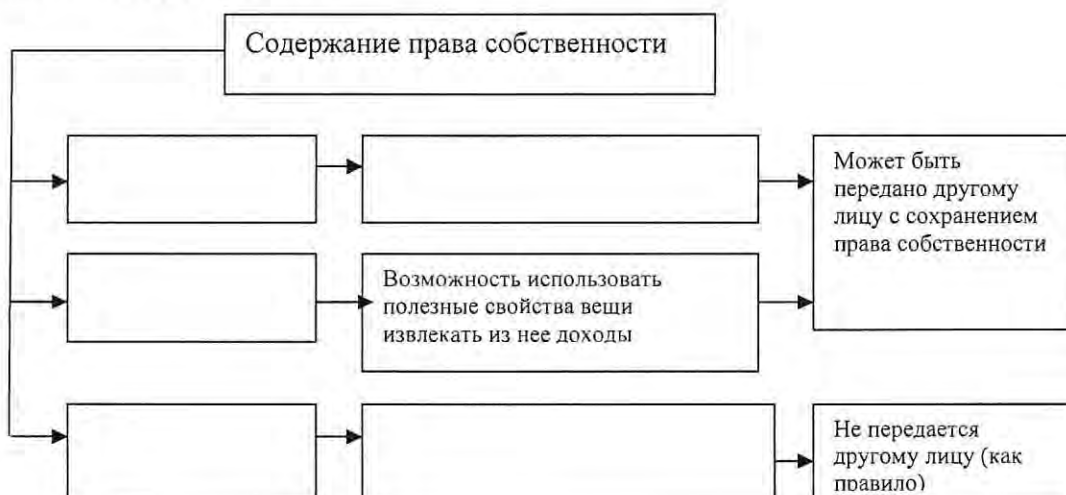 Содержание права собственности
Может быть
передано другому
лицу с сохранением
права собственности
Возможность использовать
полезные свойства вещи
извлекать из нее доходы
Не передается
другому лицу (как
правило)